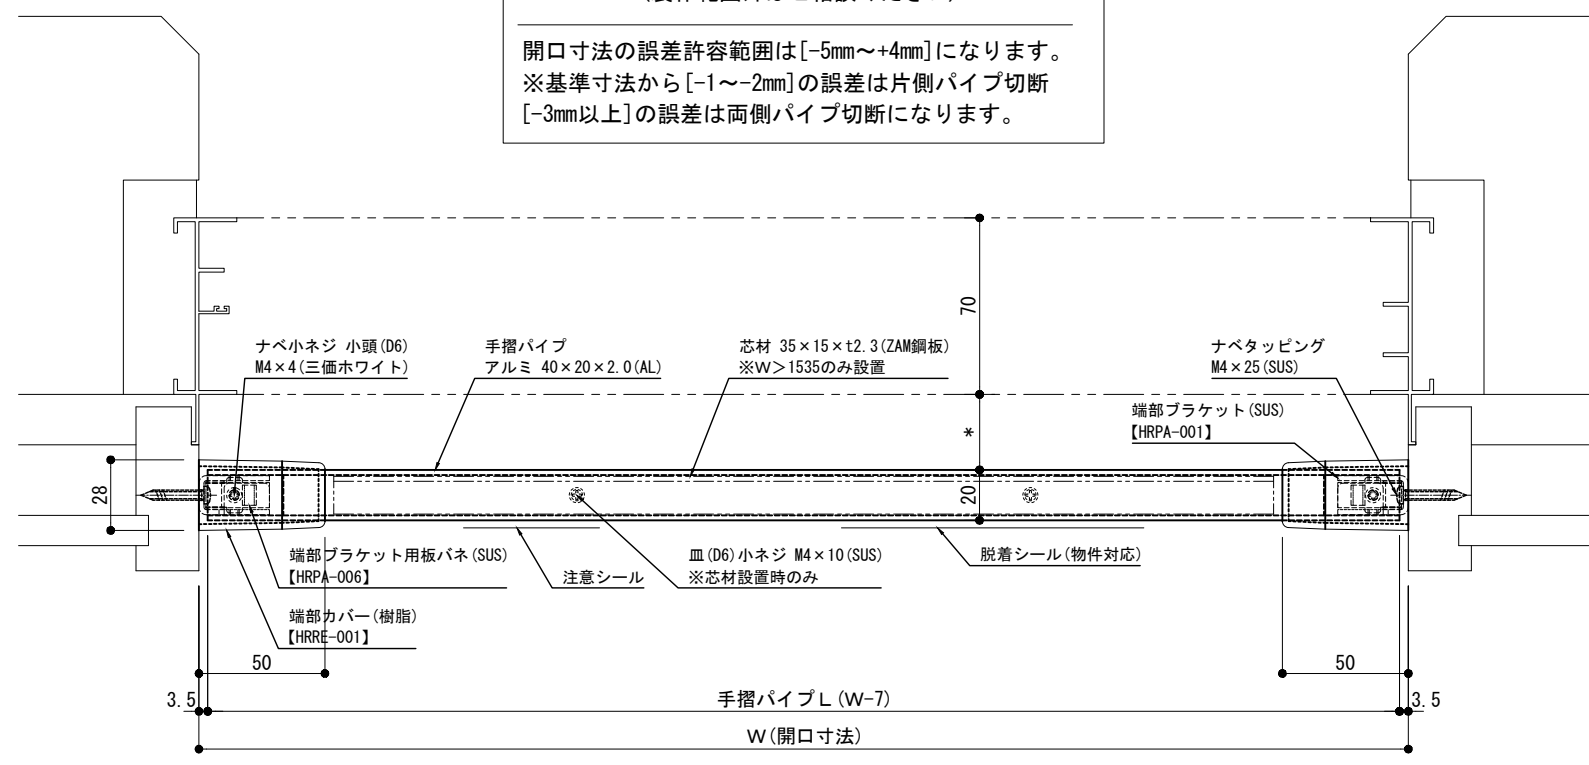 開口寸法の誤差許容範囲は[-5mm～+4mm]になります。
※基準寸法から[-1～-2mm]の誤差は片側パイプ切断
[-3mm以上]の誤差は両側パイプ切断になります。
70
ナベ小ネジ 小頭(D6)
M4×4(三価ホワイト)
手摺パイプ
アルミ 40×20×2.0(AL)
芯材 35×15×t2.3(ZAM鋼板)
※W>1535のみ設置
ナベタッピング
M4×25(SUS)
端部ブラケット(SUS)
【HRPA-001】
*
28
20
端部ブラケット用板バネ(SUS)
【HRPA-006】
注意シール
皿(D6)小ネジ M4×10(SUS)
※芯材設置時のみ
脱着シール(物件対応)
端部カバー(樹脂)
【HRRE-001】
50
50
3.5
手摺パイプL(W-7)
3.5
W(開口寸法)